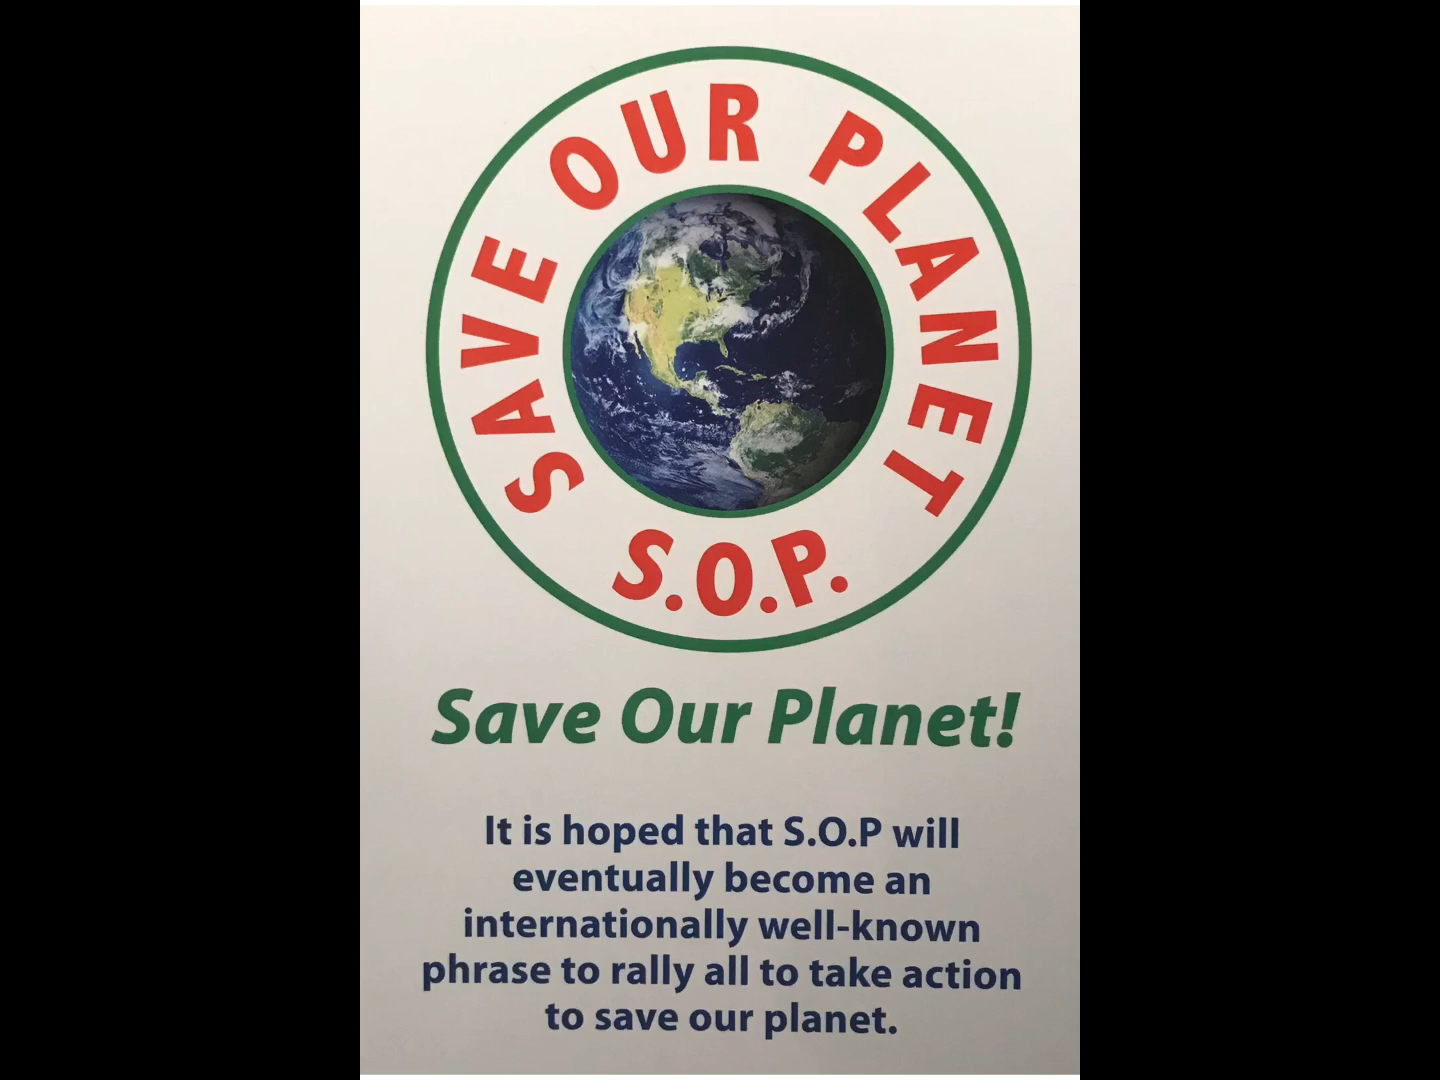 SAVE OUR PLANET
S.O.P.
Save Our Planet!
It is hoped that S.O.P will
eventually become an
internationally well-known
phrase to rally all to take action
to save our planet.